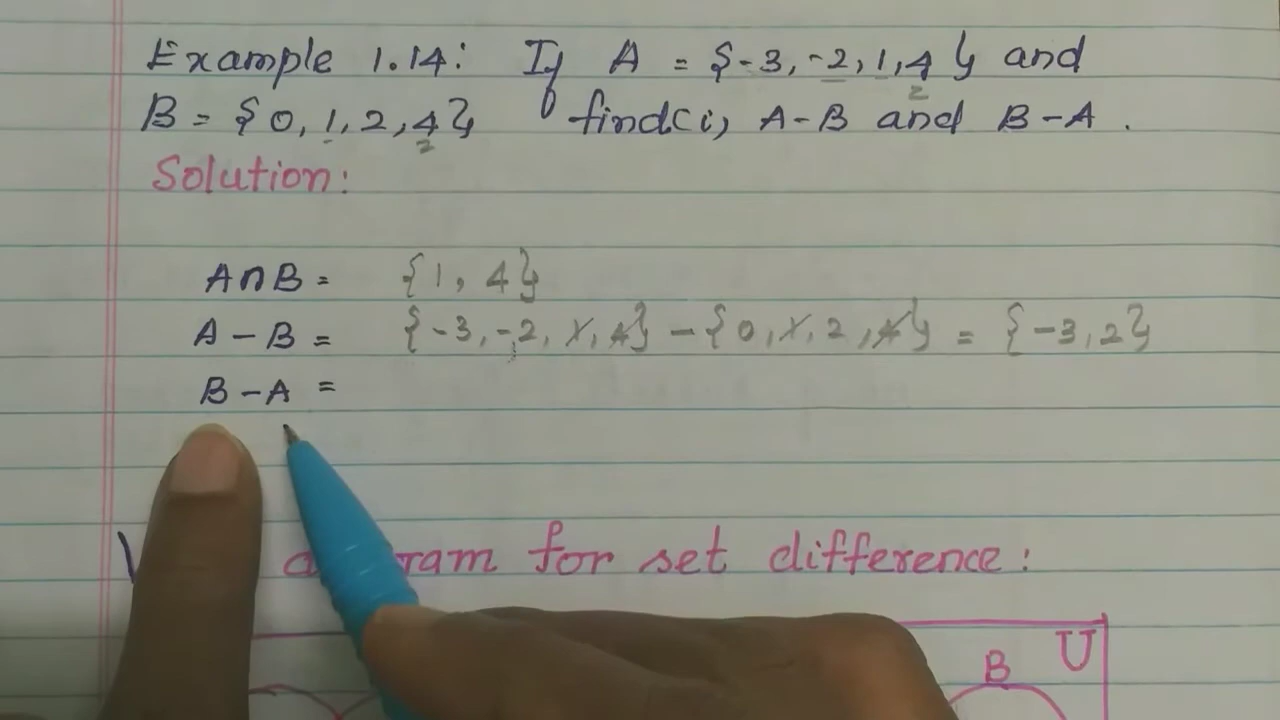 Example 1.14: If A = {-3, -2, 1, 4} and
B = {0, 1, 2, 4} find(i) A-B and B-A.
Solution:
A∩B = {1, 4}
A-B = {-3, -2, 1, 4} - {0, 1, 2, 4} = {-3, 2}
B-A =
for set difference:
B U